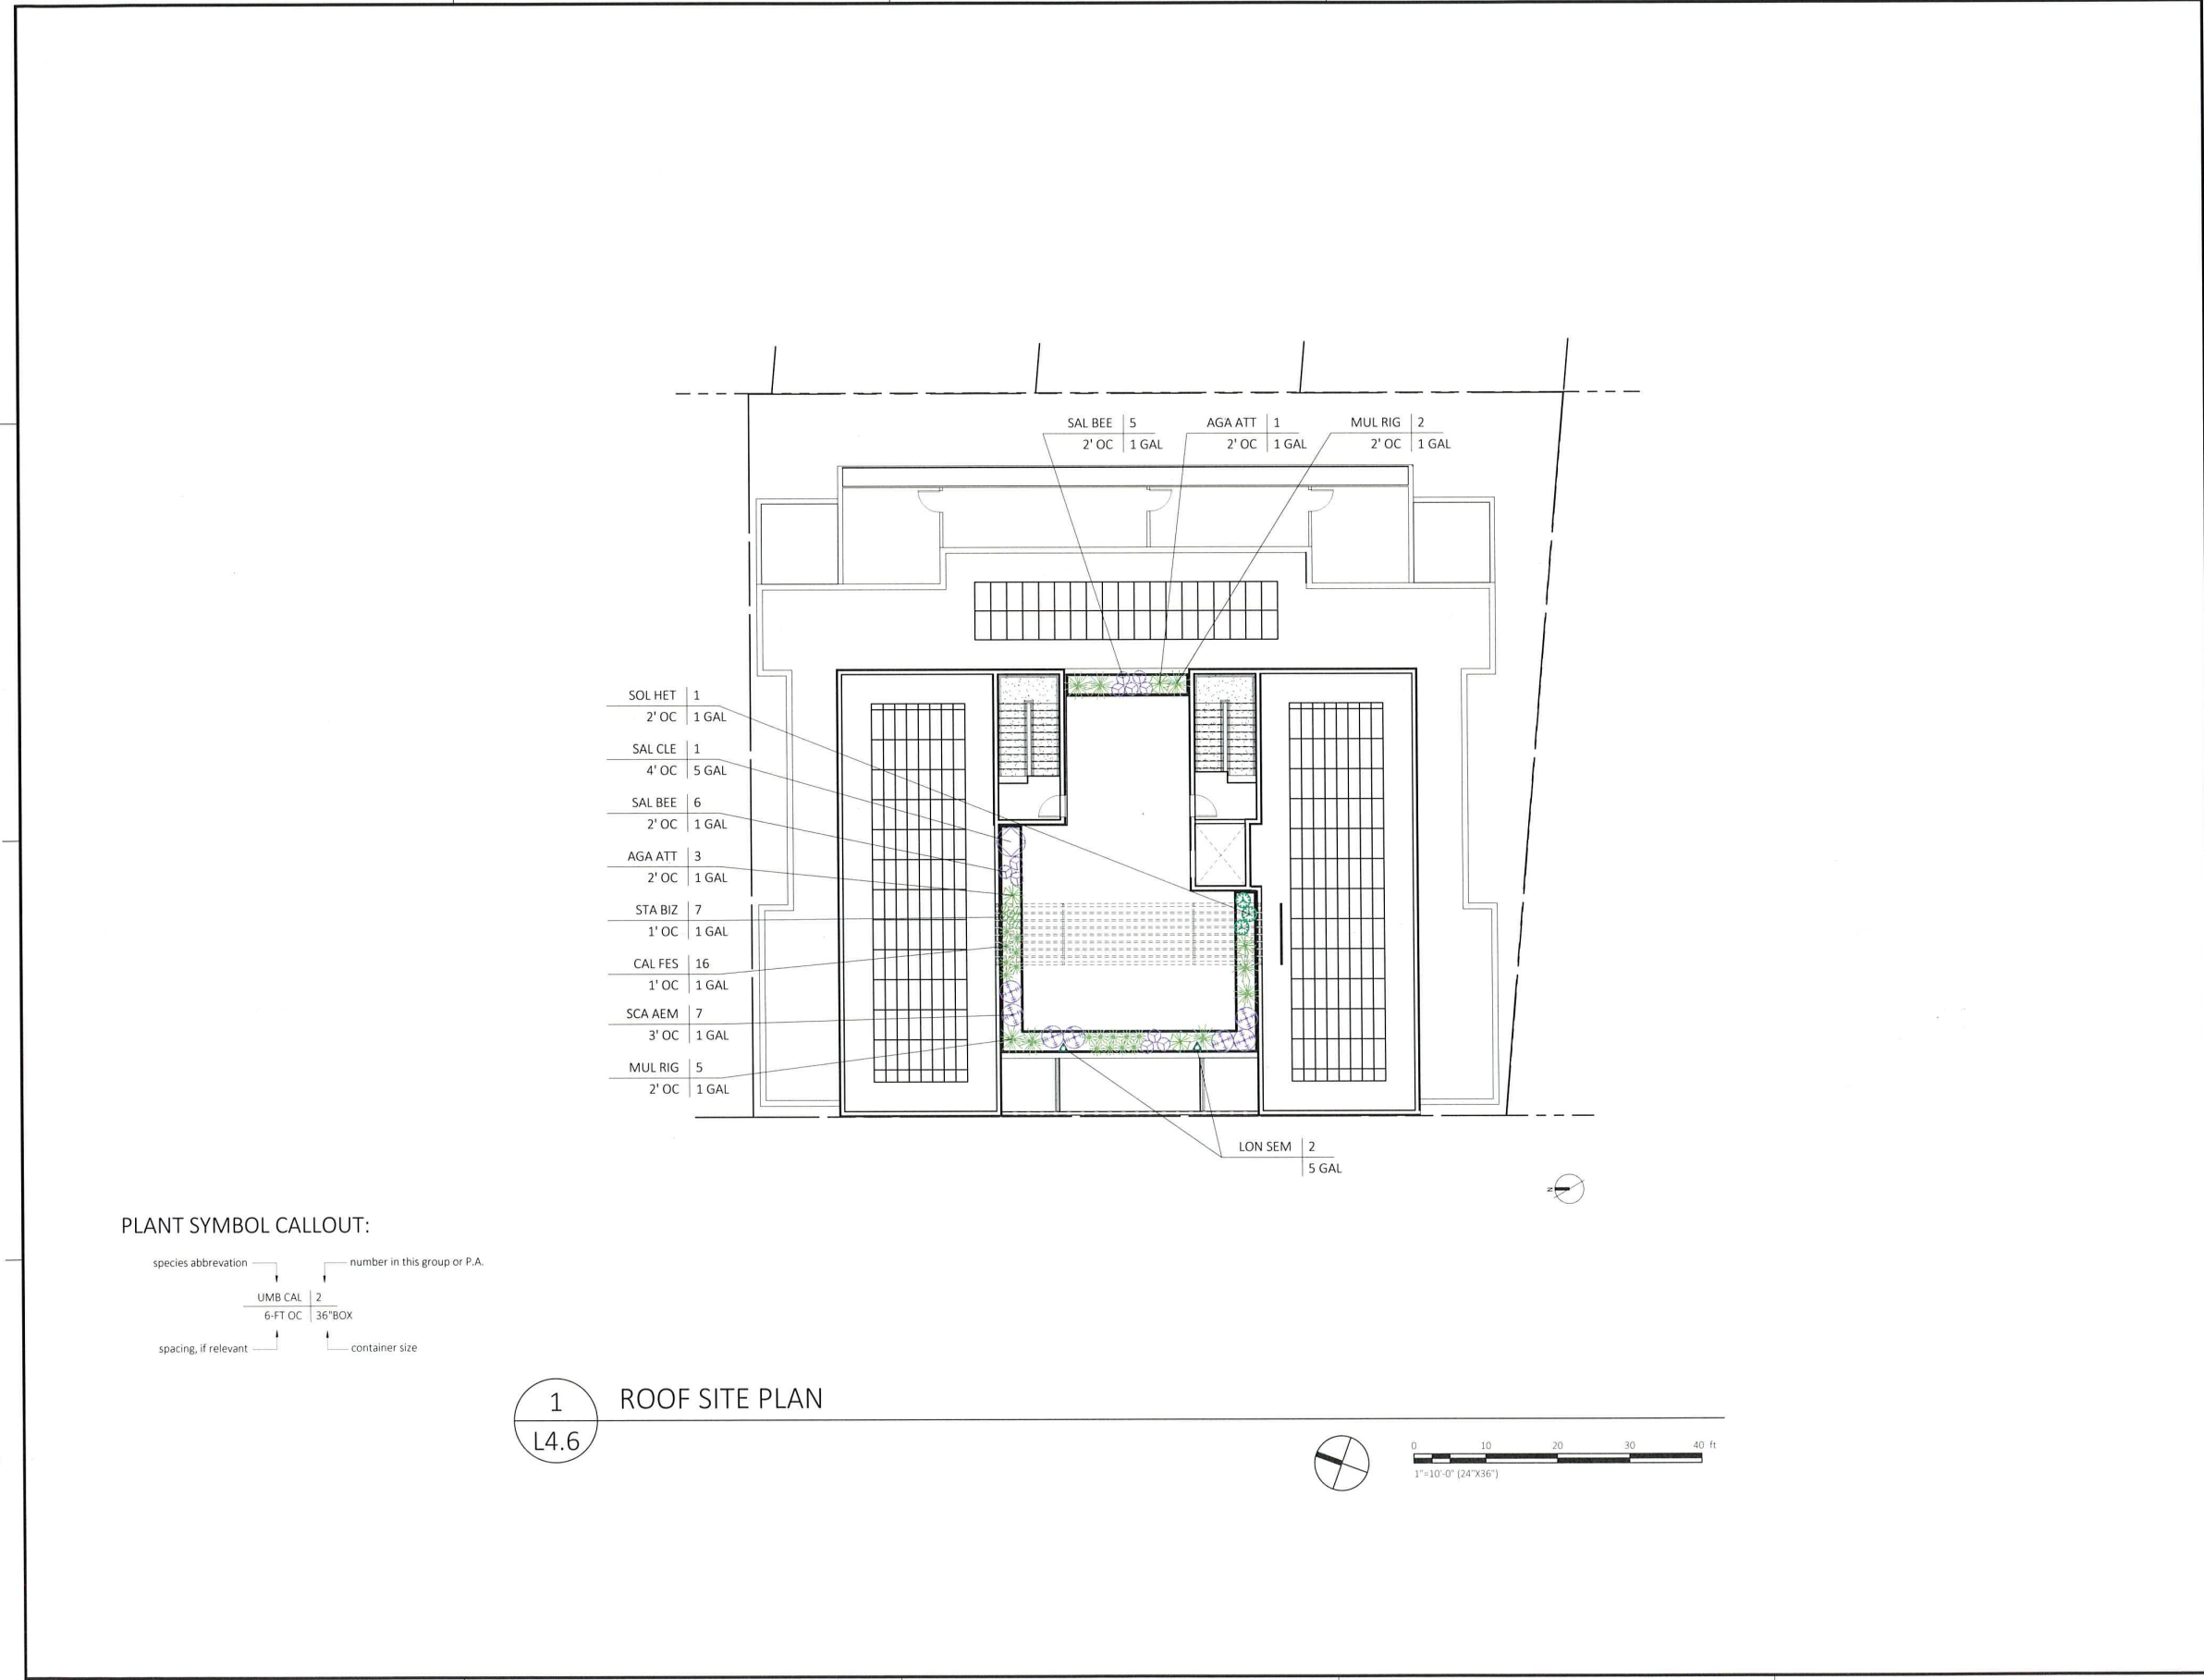 SAL BEE 5
2' OC 1 GAL
AGA ATT 1
2' OC 1 GAL
MUL RIG 2
2' OC 1 GAL
SOL HET 1
2' OC 1 GAL
SAL CLE 1
4' OC 5 GAL
SAL BEE 6
2' OC 1 GAL
AGA ATT 3
2' OC 1 GAL
STA BIZ 7
1' OC 1 GAL
CAL FES 16
1' OC 1 GAL
SCA AEM 7
3' OC 1 GAL
MUL RIG 5
2' OC 1 GAL
LON SEM 2
5 GAL
N
PLANT SYMBOL CALLOUT:
species abbrevation
number in this group or P.A.
UMB CAL 2
6-FT OC 36"BOX
spacing, if relevant
container size
1
L4.6
ROOF SITE PLAN
0 10 20 30 40 ft
1"=10'-0" (24"X36")